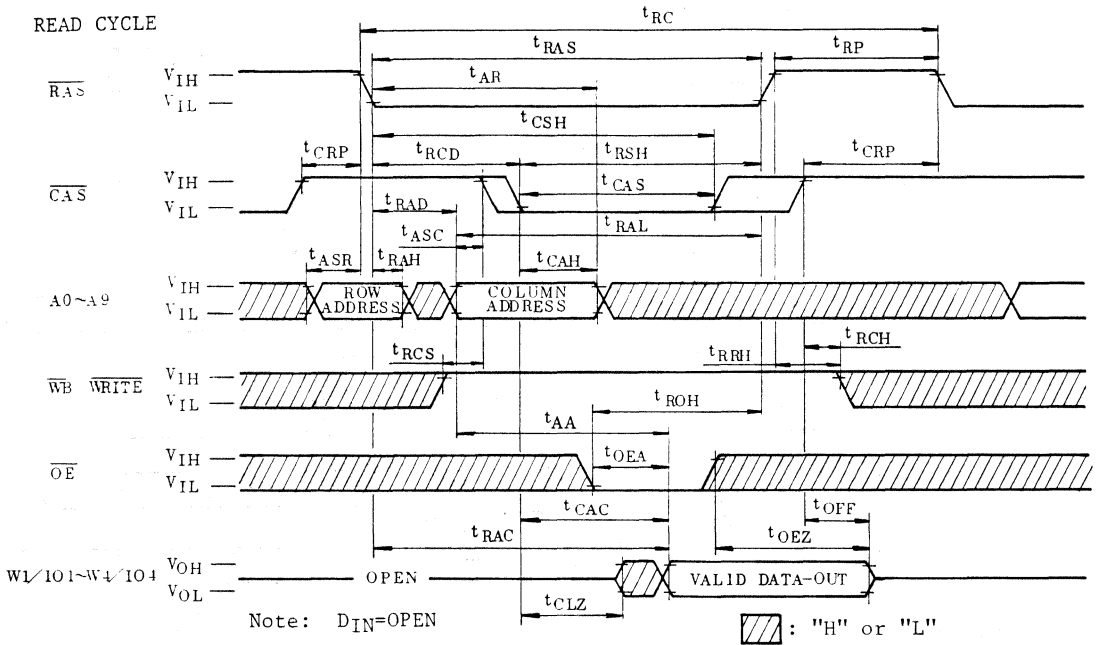 READ CYCLE
tRC
tRAS
tRP
tAR
RAS
VIH
VIL
tCSH
tCRP
tRCD
tRSH
tCRP
CAS
VIH
VIL
tCAS
tRAD
tRAL
tASC
tASR
tRAH
tCAH
A0~A9
VIH
VIL
ROW ADDRESS
COLUMN ADDRESS
tRCS
tRRH
tRCH
WB WRITE
VIH
VIL
tROH
tAA
OE
VIH
VIL
tOEA
tCAC
tOFF
tRAC
tOEZ
W1/IO1~W4/IO4
VOH
VOL
OPEN
VALID DATA-OUT
tCLZ
Note: DIN=OPEN
: "H" or "L"